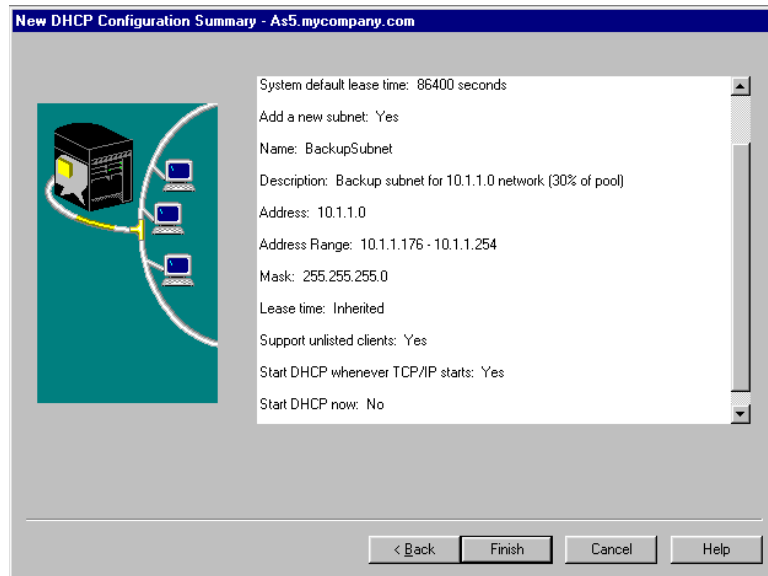 New DHCP Configuration Summary - As5.mycompany.com
System default lease time: 86400 seconds
Add a new subnet: Yes
Name: BackupSubnet
Description: Backup subnet for 10.1.1.0 network (30% of pool)
Address: 10.1.1.0
Address Range: 10.1.1.176 - 10.1.1.254
Mask: 255.255.255.0
Lease time: Inherited
Support unlisted clients: Yes
Start DHCP whenever TCP/IP starts: Yes
Start DHCP now: No
< Back Finish Cancel Help